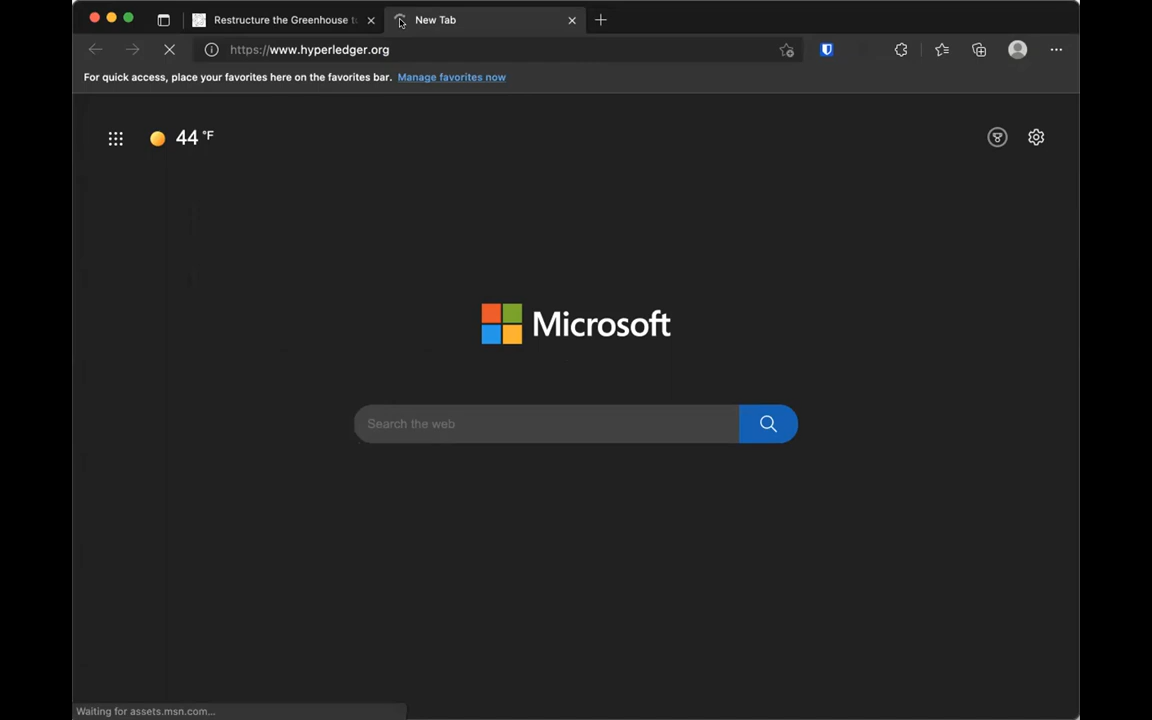 Restructure the Greenhouse t
New Tab
https://www.hyperledger.org
For quick access, place your favorites here on the favorites bar. Manage favorites now
44 °F
Microsoft
Search the web
Waiting for assets.msn.com...